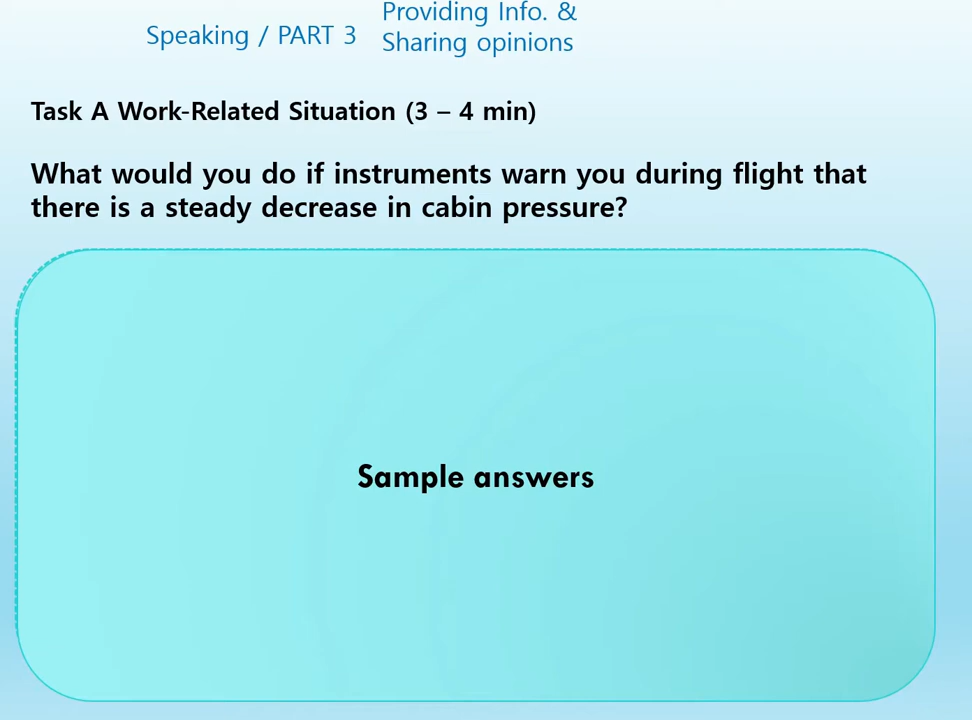 Speaking / PART 3
Providing Info. &
Sharing opinions
Task A Work-Related Situation (3 – 4 min)
What would you do if instruments warn you during flight that
there is a steady decrease in cabin pressure?
Sample answers